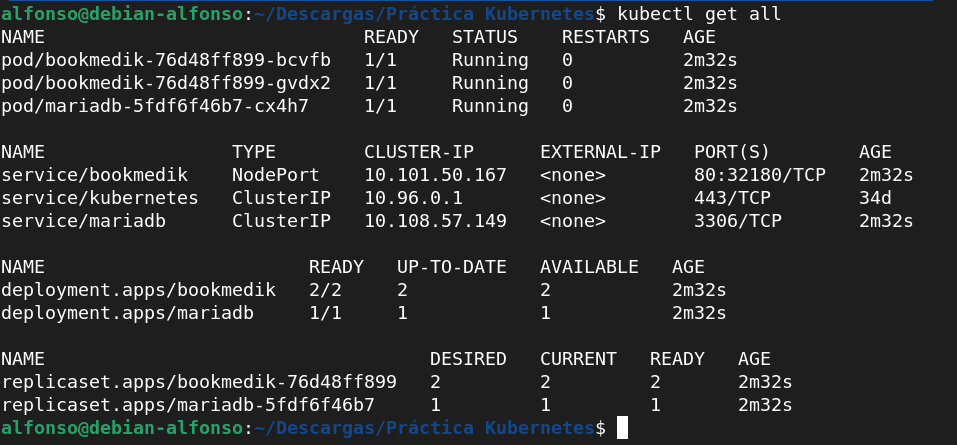 alfonso@debian-alfonso:~/Descargas/Práctica Kubernetes$ kubectl get all
NAME READY STATUS RESTARTS AGE
pod/bookmedik-76d48ff899-bcvfb 1/1 Running 0 2m32s
pod/bookmedik-76d48ff899-gvdx2 1/1 Running 0 2m32s
pod/mariadb-5fdf6f46b7-cx4h7 1/1 Running 0 2m32s
NAME TYPE CLUSTER-IP EXTERNAL-IP PORT(S) AGE
service/bookmedik NodePort 10.101.50.167 <none> 80:32180/TCP 2m32s
service/kubernetes ClusterIP 10.96.0.1 <none> 443/TCP 34d
service/mariadb ClusterIP 10.108.57.149 <none> 3306/TCP 2m32s
NAME READY UP-TO-DATE AVAILABLE AGE
deployment.apps/bookmedik 2/2 2 2 2m32s
deployment.apps/mariadb 1/1 1 1 2m32s
NAME DESIRED CURRENT READY AGE
replicaset.apps/bookmedik-76d48ff899 2 2 2 2m32s
replicaset.apps/mariadb-5fdf6f46b7 1 1 1 2m32s
alfonso@debian-alfonso:~/Descargas/Práctica Kubernetes$